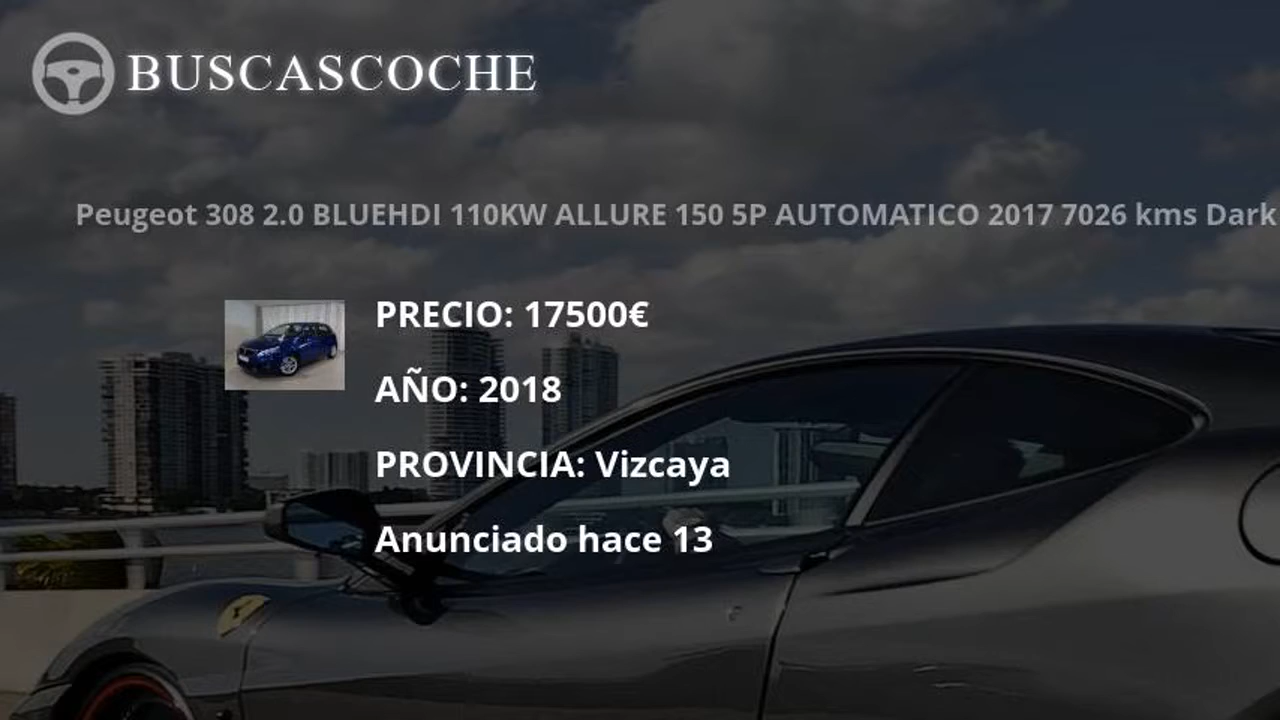 BUSCASCOCHE
Peugeot 308 2.0 BLUEHDI 110KW ALLURE 150 5P AUTOMATICO 2017 7026 kms Dark
PRECIO: 17500€
AÑO: 2018
PROVINCIA: Vizcaya
Anunciado hace 13